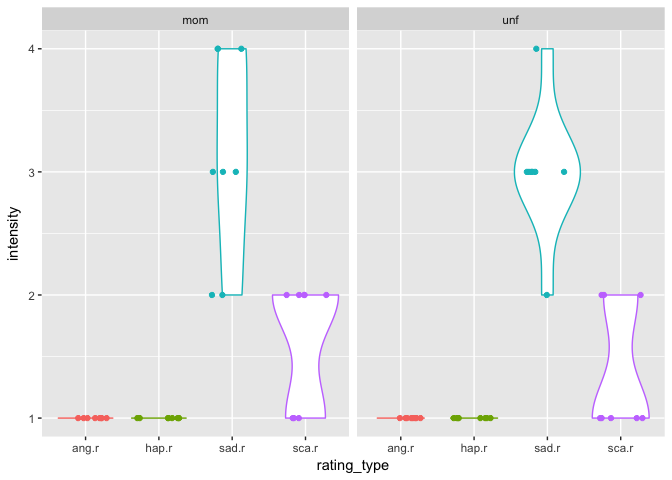 mom unf
4
3
2
1
intensity
ang.r hap.r sad.r sca.r ang.r hap.r sad.r sca.r
rating_type